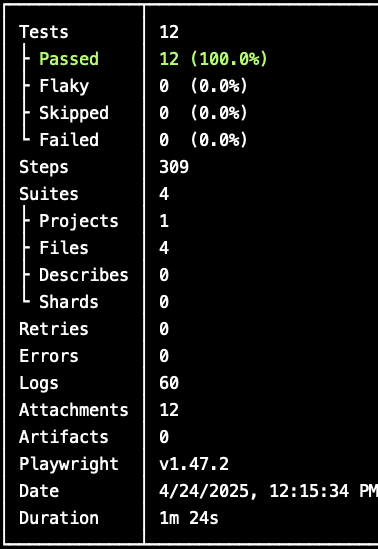 Tests 12
Passed 12 (100.0%)
Flaky 0 (0.0%)
Skipped 0 (0.0%)
Failed 0 (0.0%)
Steps 309
Suites 4
Projects 1
Files 4
Describes 0
Shards 0
Retries 0
Errors 0
Logs 60
Attachments 12
Artifacts 0
Playwright v1.47.2
Date 4/24/2025, 12:15:34 PM
Duration 1m 24s